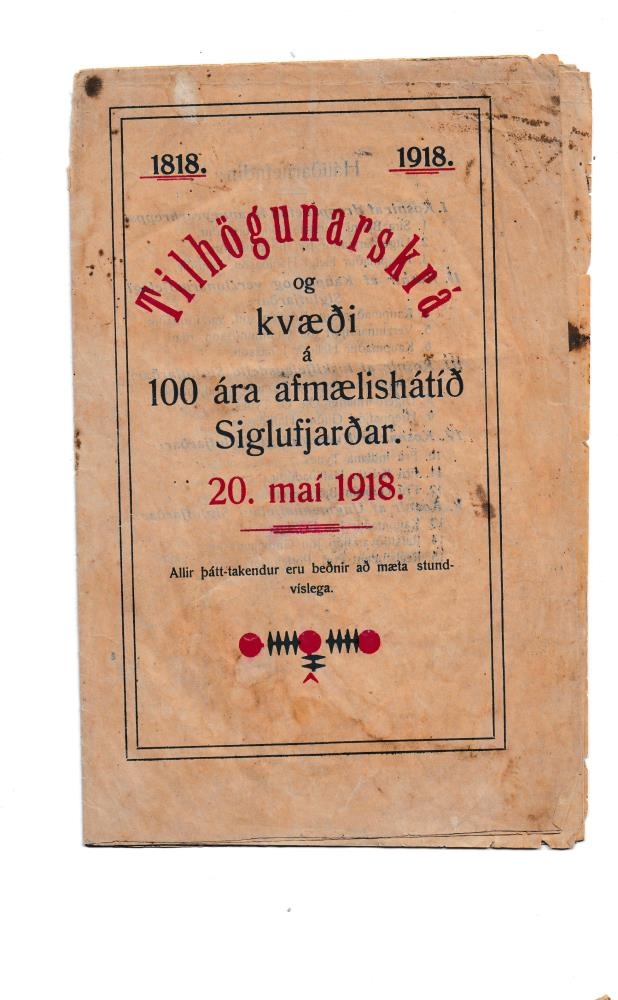 1818. 1918.
Tilhögunarskrá
og
kvæði
á
100 ára afmælishátíð
Siglufjarðar.
20. maí 1918.
Allir þátt-takendur eru beðnir að mæta stund-
víslega.